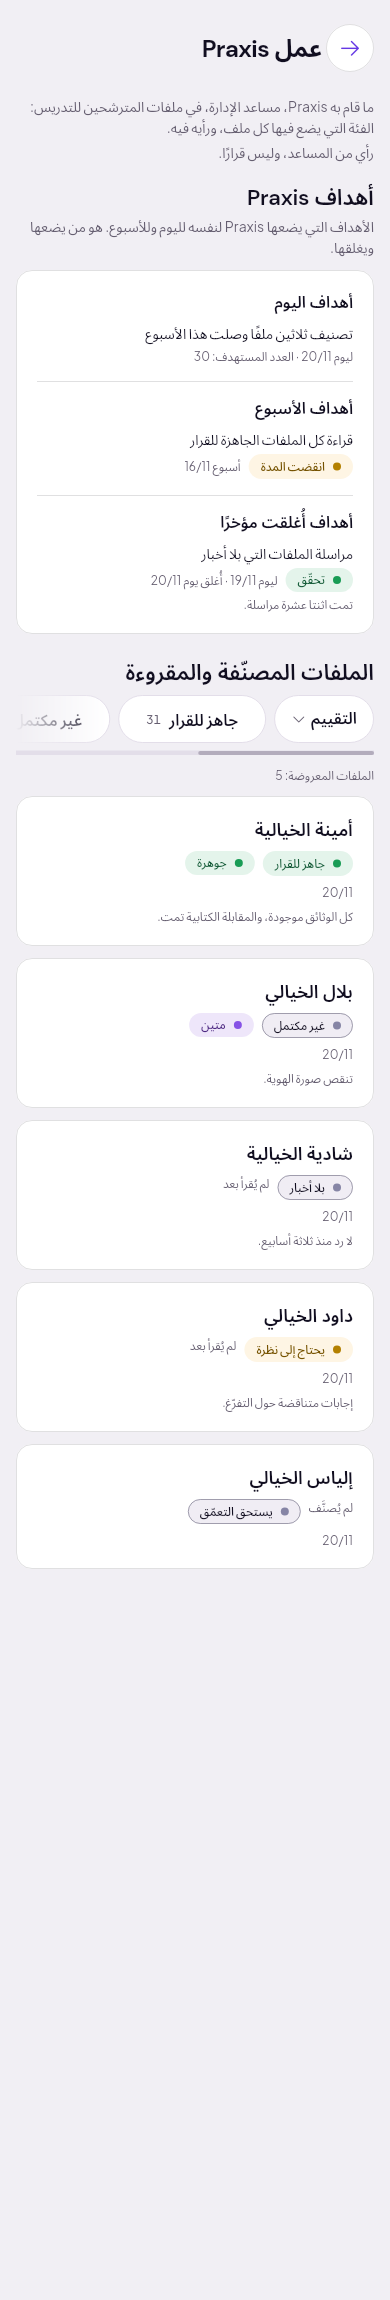 عمل Praxis
ما قام به Praxis، مساعد الإدارة، في ملفات المترشحين للتدريس:
الفئة التي يضع فيها كل ملف، ورأيه فيه.
رأي من المساعد، وليس قرارًا.
أهداف Praxis
الأهداف التي يضعها Praxis لنفسه لليوم وللأسبوع. هو من يضعها
ويغلقها.
أهداف اليوم
تصنيف ثلاثين ملفًا وصلت هذا الأسبوع
ليوم 20/11 · العدد المستهدف: 30
أهداف الأسبوع
قراءة كل الملفات الجاهزة للقرار
انقضت المدة أسبوع 16/11
أهداف أُغلقت مؤخرًا
مراسلة الملفات التي بلا أخبار
تحقّق ليوم 19/11 · أُغلق يوم 20/11
تمت اثنتا عشرة مراسلة.
الملفات المصنّفة والمقروءة
التقييم جاهز للقرار 31 غير مكتمل
الملفات المعروضة: 5
أمينة الخيالية
جاهز للقرار جوهرة
20/11
كل الوثائق موجودة، والمقابلة الكتابية تمت.
بلال الخيالي
غير مكتمل متين
20/11
تنقص صورة الهوية.
شادية الخيالية
بلا أخبار لم يُقرأ بعد
20/11
لا رد منذ ثلاثة أسابيع.
داود الخيالي
يحتاج إلى نظرة لم يُقرأ بعد
20/11
إجابات متناقضة حول التفرّغ.
إلياس الخيالي
لم يُصنَّف يستحق التعمّق
20/11